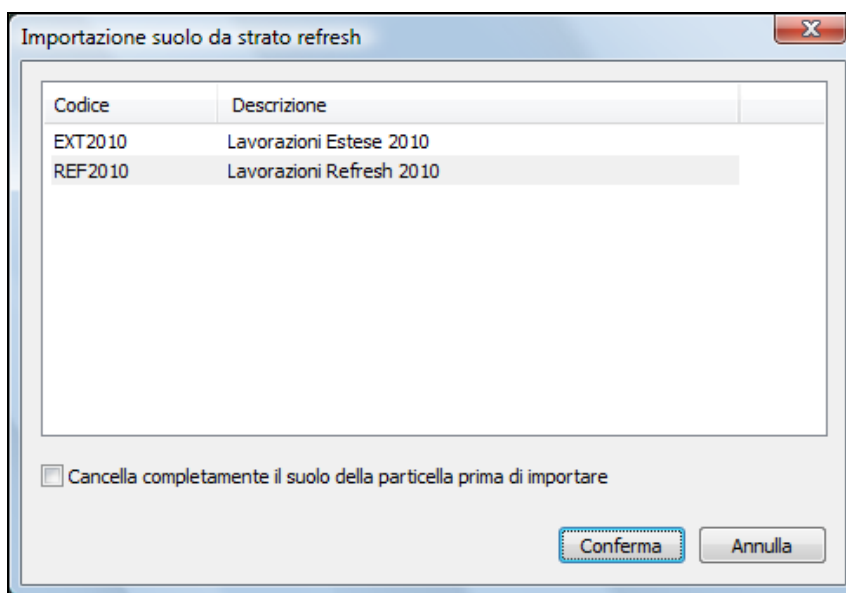 Importazione suolo da strato refresh
Codice Descrizione
EXT2010 Lavorazioni Estese 2010
REF2010 Lavorazioni Refresh 2010
Cancella completamente il suolo della particella prima di importare
Conferma Annulla